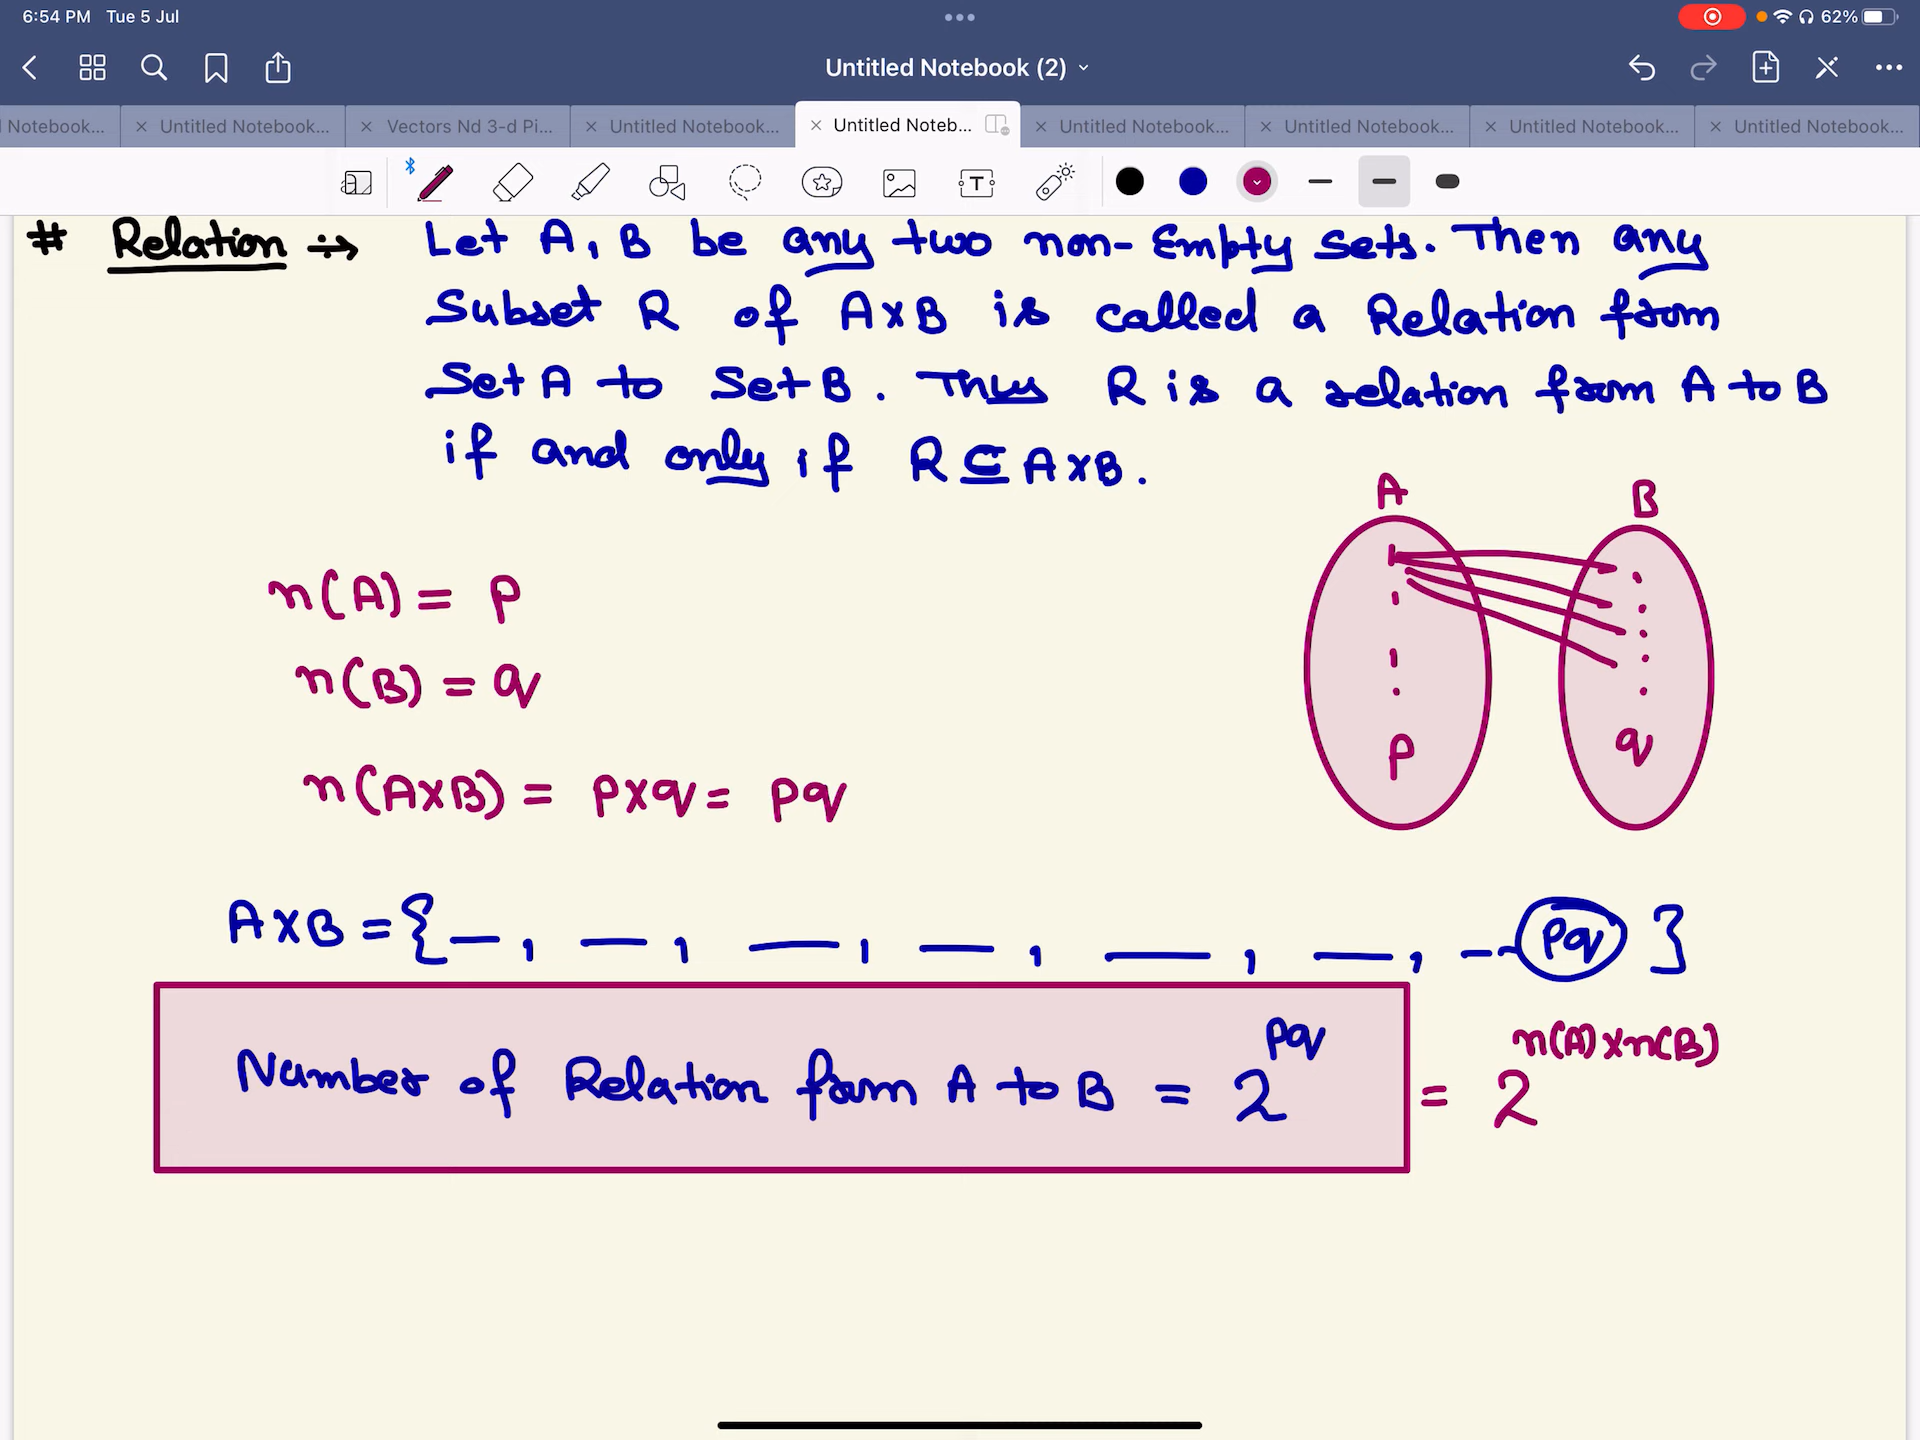 6:54 PM Tue 5 Jul
62%
Untitled Notebook (2)
Notebook... Untitled Notebook... Vectors Nd 3-d Pi... Untitled Notebook... Untitled Noteb... Untitled Notebook... Untitled Notebook... Untitled Notebook... Untitled Notebook...
# Relation ÷→ Let A, B be any two non-Empty sets. Then any
Subset R of A×B is called a Relation from
Set A to Set B. Thus R is a relation from A to B
if and only if R ⊆ A×B.
A B
n(A) = p
n(B) = q
p q
n(A×B) = p×q = pq
A×B = {—, —, —, —, —, —, --- pq }
Number of Relation from A to B = 2^pq = 2^n(A)×n(B)